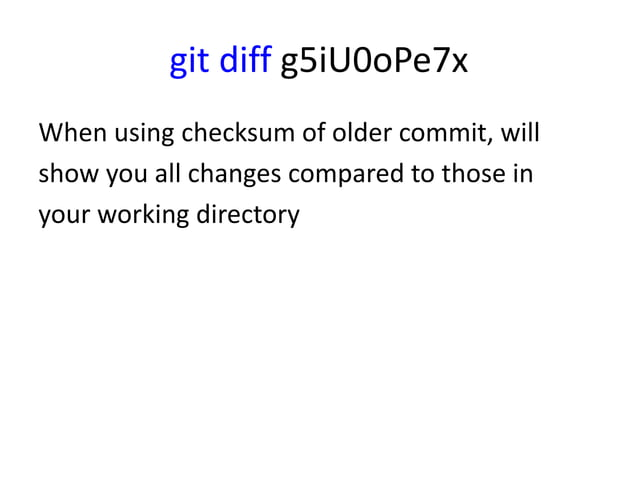 git diff g5iU0oPe7x
When using checksum of older commit, will
show you all changes compared to those in
your working directory